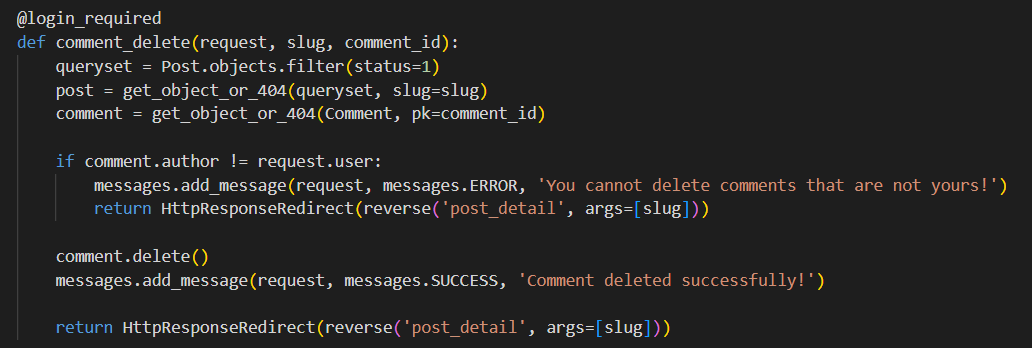 @login_required
def comment_delete(request, slug, comment_id):
    queryset = Post.objects.filter(status=1)
    post = get_object_or_404(queryset, slug=slug)
    comment = get_object_or_404(Comment, pk=comment_id)

    if comment.author != request.user:
        messages.add_message(request, messages.ERROR, 'You cannot delete comments that are not yours!')
        return HttpResponseRedirect(reverse('post_detail', args=[slug]))

    comment.delete()
    messages.add_message(request, messages.SUCCESS, 'Comment deleted successfully!')

    return HttpResponseRedirect(reverse('post_detail', args=[slug]))